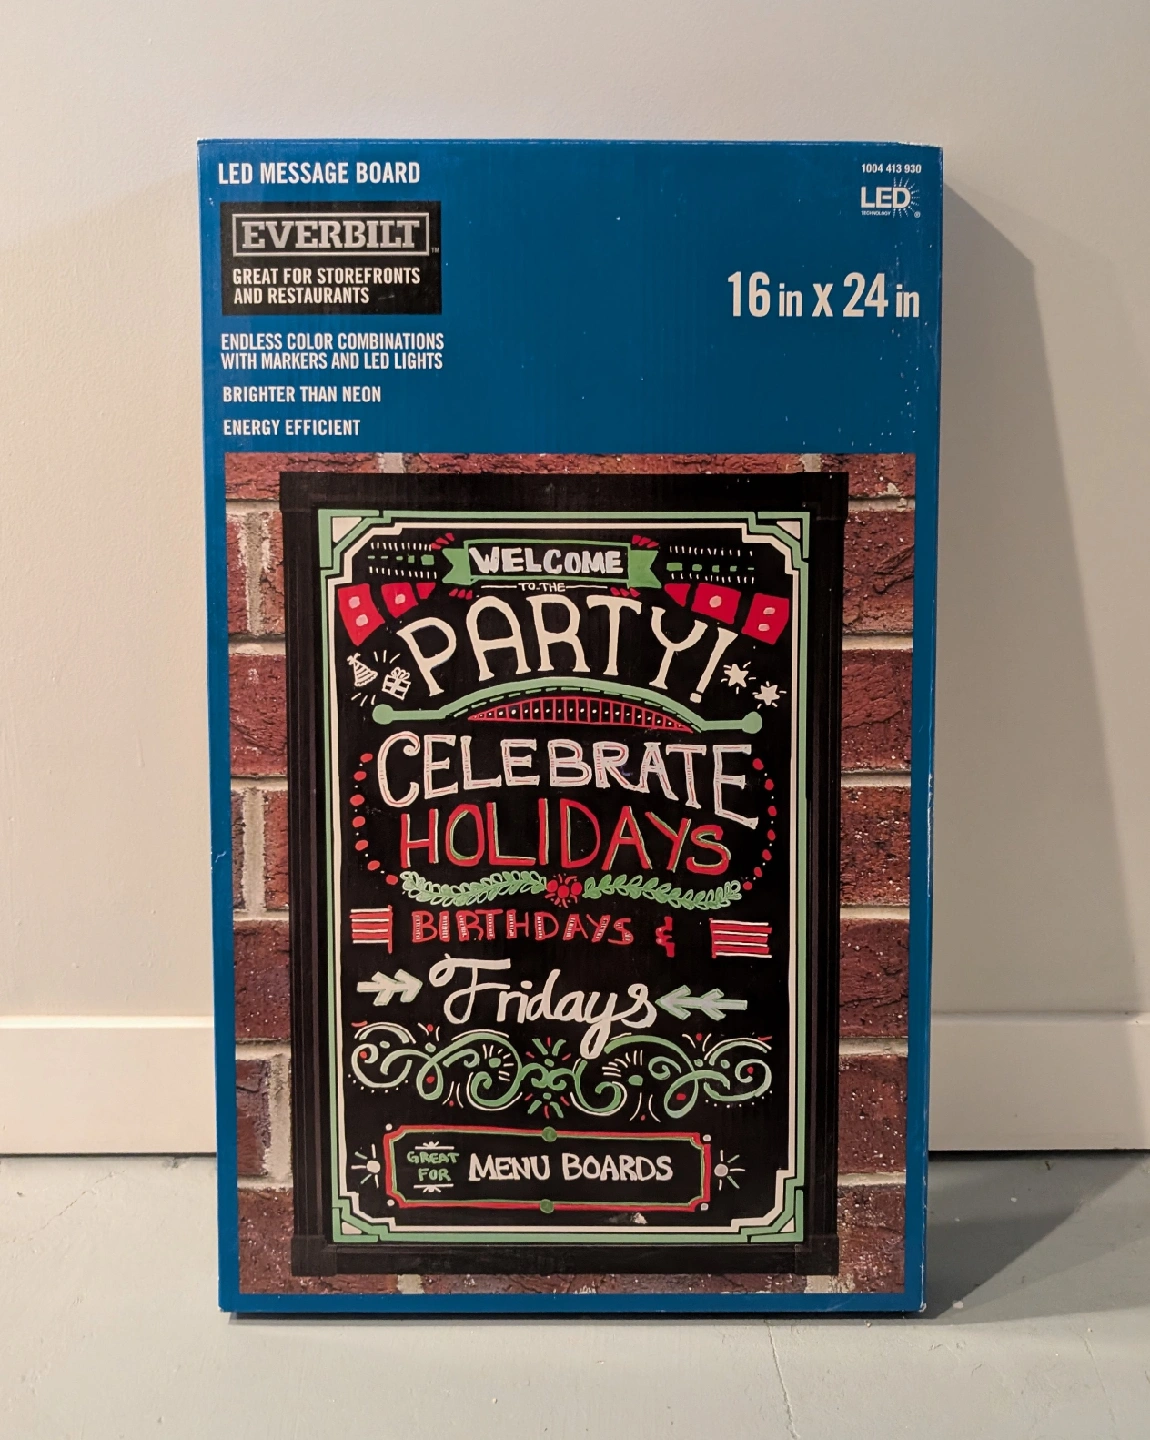 LED MESSAGE BOARD
1004 413 930
LED
TECHNOLOGY ®
EVERBILT™
GREAT FOR STOREFRONTS
AND RESTAURANTS
16 in x 24 in
ENDLESS COLOR COMBINATIONS
WITH MARKERS AND LED LIGHTS
BRIGHTER THAN NEON
ENERGY EFFICIENT
WELCOME
TO-THE
PARTY!
CELEBRATE
HOLIDAYS
BIRTHDAYS &
Fridays
GREAT
FOR
MENU BOARDS